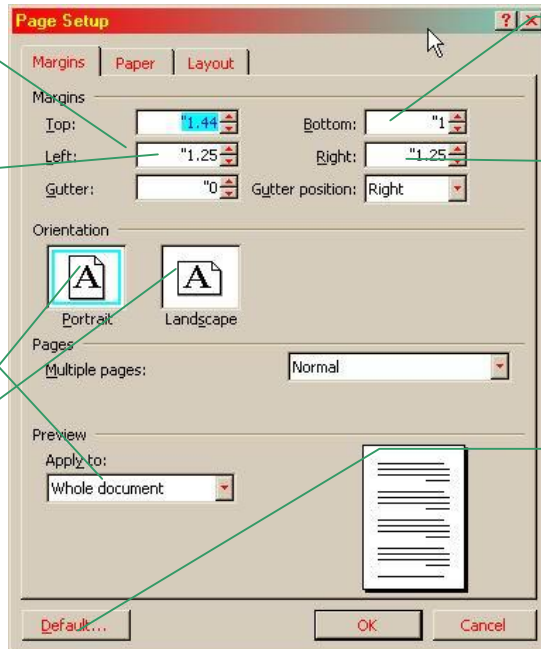 Page Setup ? ×
Margins Paper Layout
Margins
Top: "1.44 Bottom: "1
Left: "1.25 Right: "1.25
Gutter: "0 Gutter position: Right
Orientation
A A
Portrait Landscape
Pages
Multiple pages: Normal
Preview
Apply to:
Whole document
Default... OK Cancel